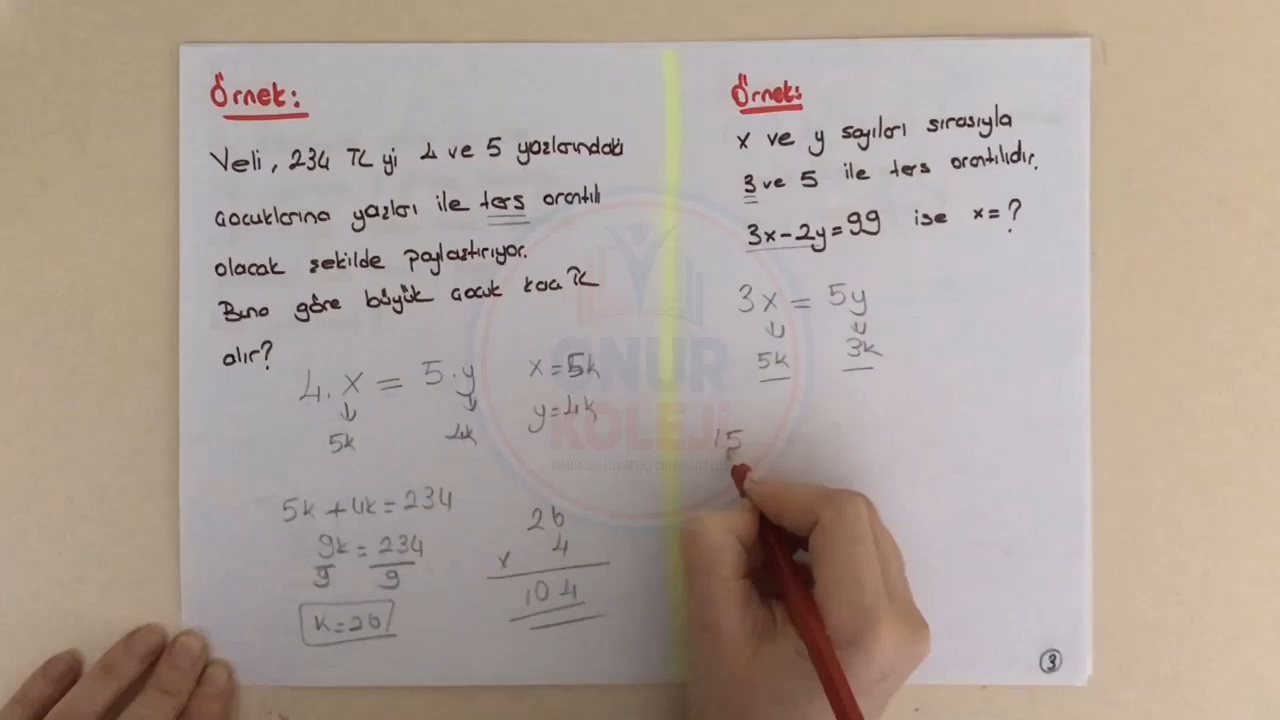 Örnek:
Veli, 234 TL yi 4 ve 5 yaşlarındaki
çocuklarına yaşları ile ters orantılı
olacak şekilde paylaştırıyor.
Buna göre büyük çocuk kaç TL
alır?
4.x = 5.y
5k 4k
x=5k
y=4k
5k+4k=234
9k = 234
9 9
k=26
26
x 4
104
Örnek:
x ve y sayıları sırasıyla
3 ve 5 ile ters orantılıdır.
3x-2y=99 ise x=?
3x = 5y
5k 3k
15
3
ONUR
KOLEJİ